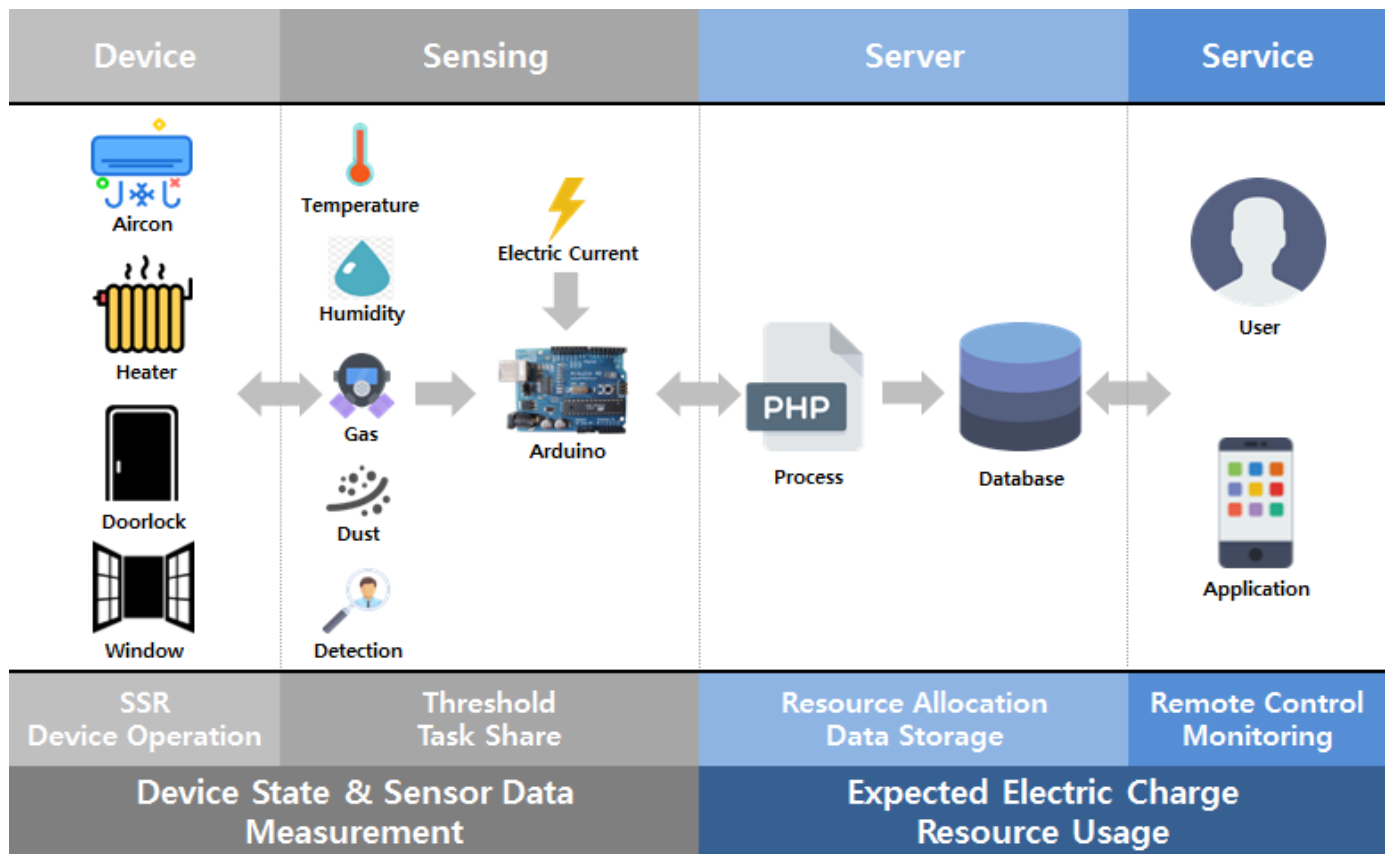 Device
Sensing
Server
Service
Aircon
Heater
Doorlock
Window
Temperature
Humidity
Gas
Dust
Detection
Electric Current
Arduino
PHP
Process
Database
User
Application
SSR
Device Operation
Threshold
Task Share
Resource Allocation
Data Storage
Remote Control
Monitoring
Device State & Sensor Data
Measurement
Expected Electric Charge
Resource Usage